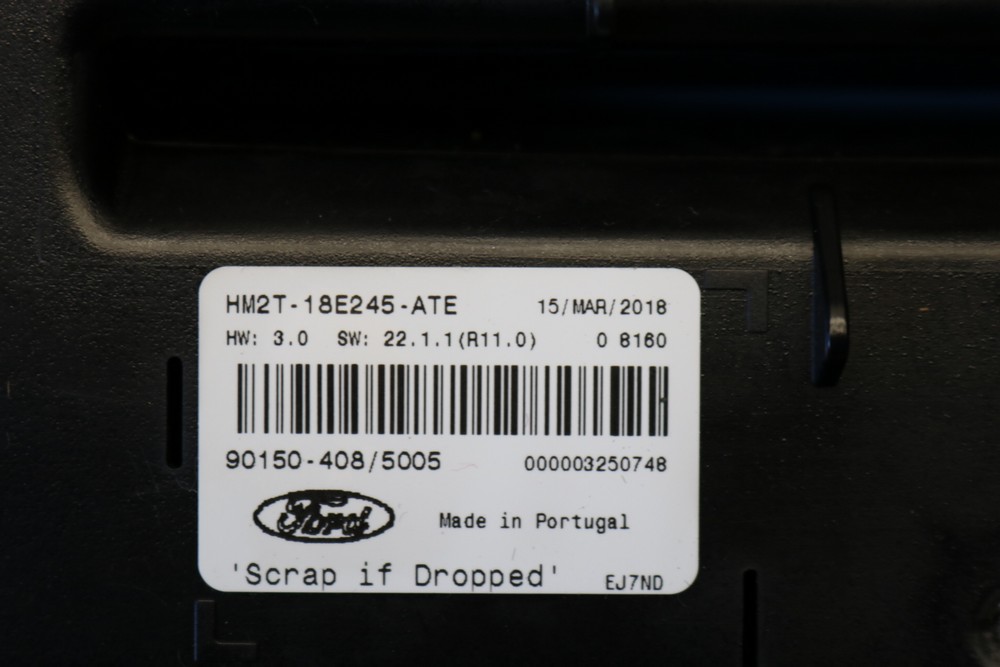 HM2T-18E245-ATE 15/MAR/2018
HW: 3.0 SW: 22.1.1(R11.0) 0 8160
90150-408/5005 000003250748
Ford Made in Portugal
'Scrap if Dropped' EJ7ND